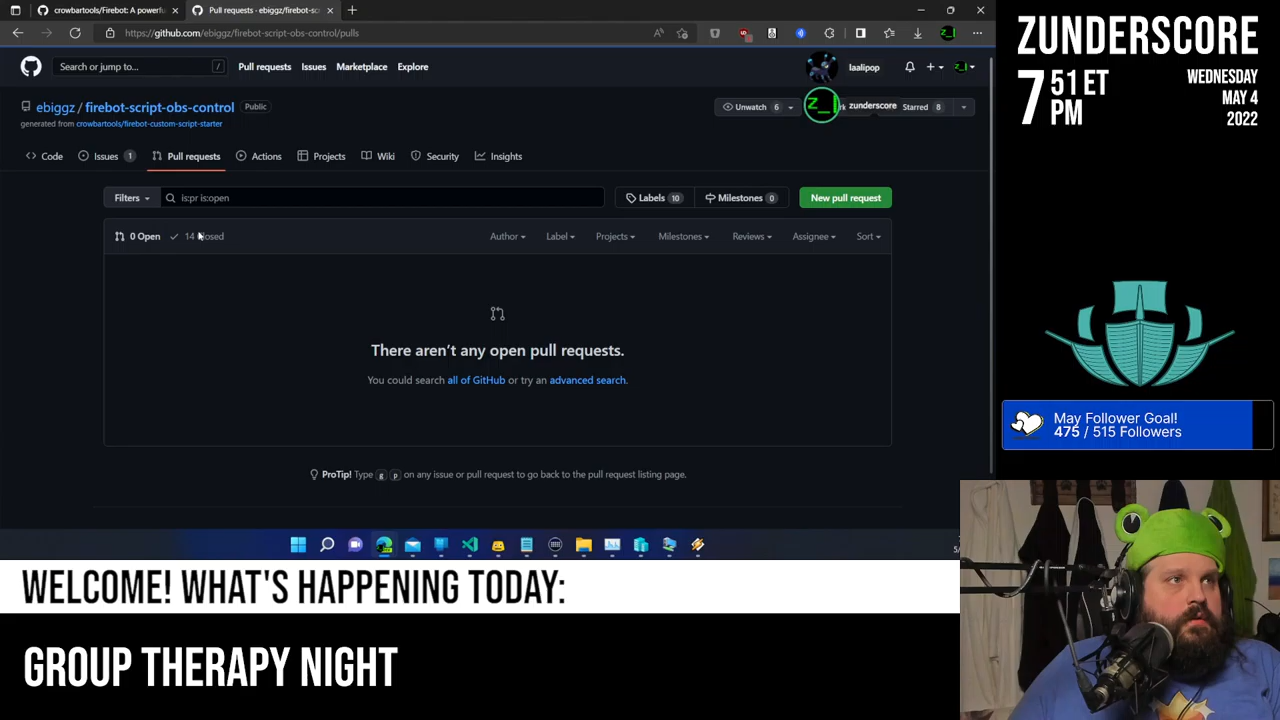 crowbartools/Firebot: A powerfu
Pull requests · ebiggz/firebot-sc
https://github.com/ebiggz/firebot-script-obs-control/pulls
Search or jump to...
/
Pull requests
Issues
Marketplace
Explore
laalipop
ebiggz / firebot-script-obs-control
Public
generated from crowbartools/firebot-custom-script-starter
Unwatch 6
zunderscore
Starred 8
Code
Issues 1
Pull requests
Actions
Projects
Wiki
Security
Insights
Filters
is:pr is:open
Labels 10
Milestones 0
New pull request
0 Open
14 Closed
Author
Label
Projects
Milestones
Reviews
Assignee
Sort
There aren't any open pull requests.
You could search all of GitHub or try an advanced search.
ProTip! Type g p on any issue or pull request to go back to the pull request listing page.
ZUNDERSCORE
7 51 ET PM
WEDNESDAY
MAY 4
2022
May Follower Goal!
475 / 515 Followers
WELCOME! WHAT'S HAPPENING TODAY:
GROUP THERAPY NIGHT